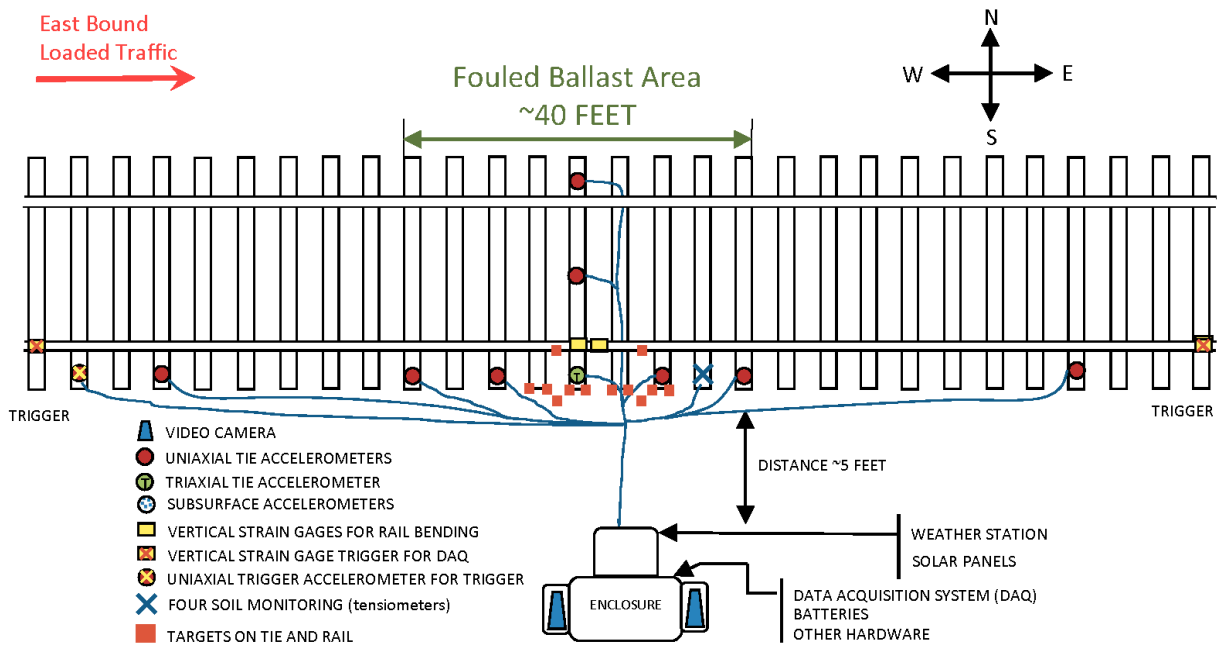 East Bound
Loaded Traffic
Fouled Ballast Area
~40 FEET
N
W
E
S
T
TRIGGER
TRIGGER
VIDEO CAMERA
UNIAXIAL TIE ACCELEROMETERS
T
TRIAXIAL TIE ACCELEROMETER
SUBSURFACE ACCELEROMETERS
VERTICAL STRAIN GAGES FOR RAIL BENDING
VERTICAL STRAIN GAGE TRIGGER FOR DAQ
UNIAXIAL TRIGGER ACCELEROMETER FOR TRIGGER
FOUR SOIL MONITORING (tensiometers)
TARGETS ON TIE AND RAIL
DISTANCE ~5 FEET
WEATHER STATION
SOLAR PANELS
ENCLOSURE
DATA ACQUISITION SYSTEM (DAQ)
BATTERIES
OTHER HARDWARE